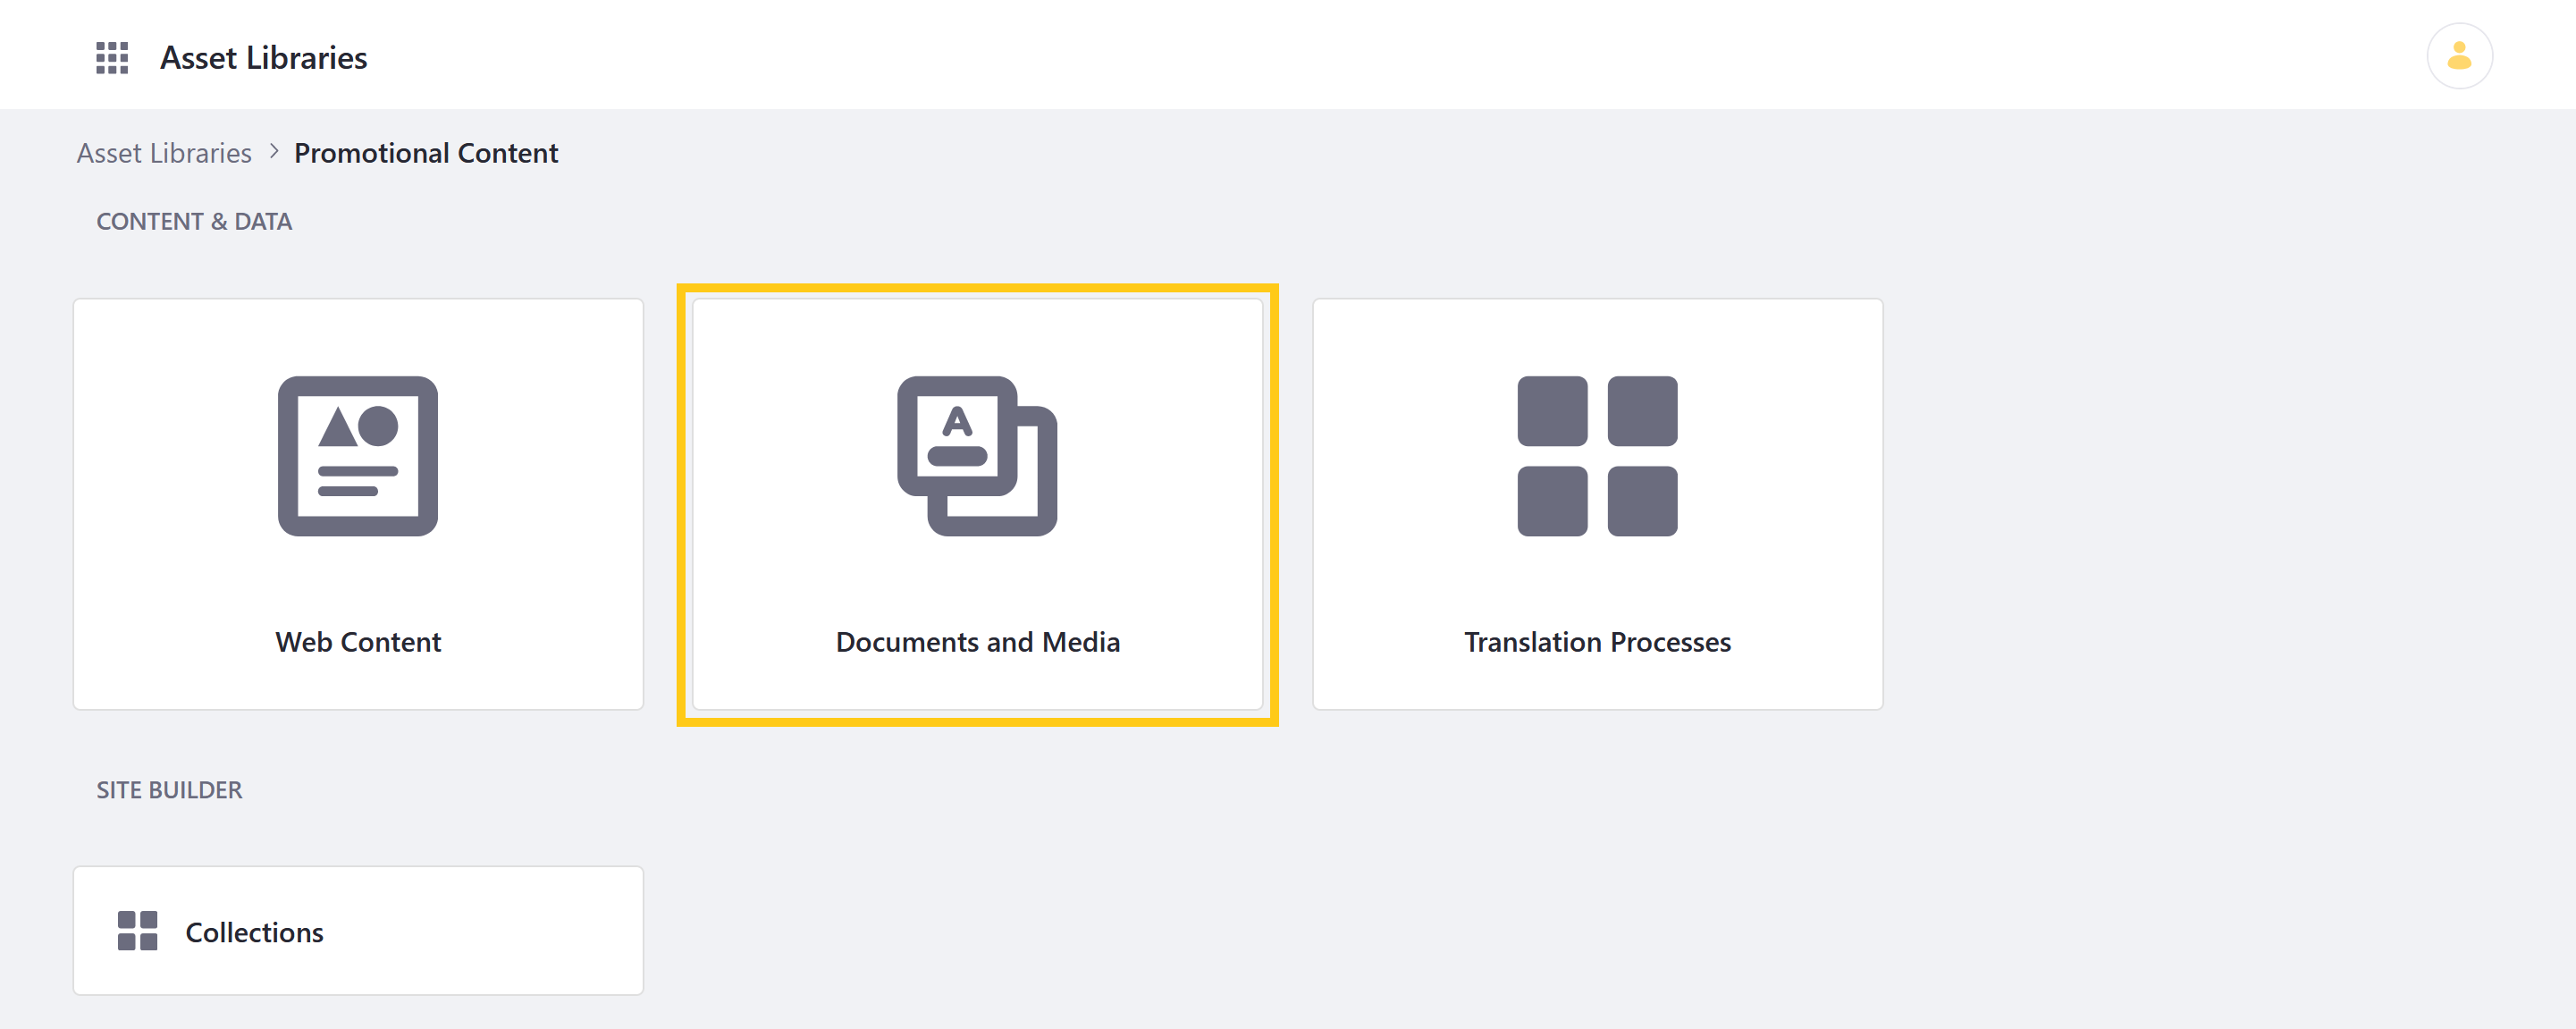 Asset Libraries
Asset Libraries > Promotional Content
CONTENT & DATA
A
Web Content
Documents and Media
Translation Processes
SITE BUILDER
Collections